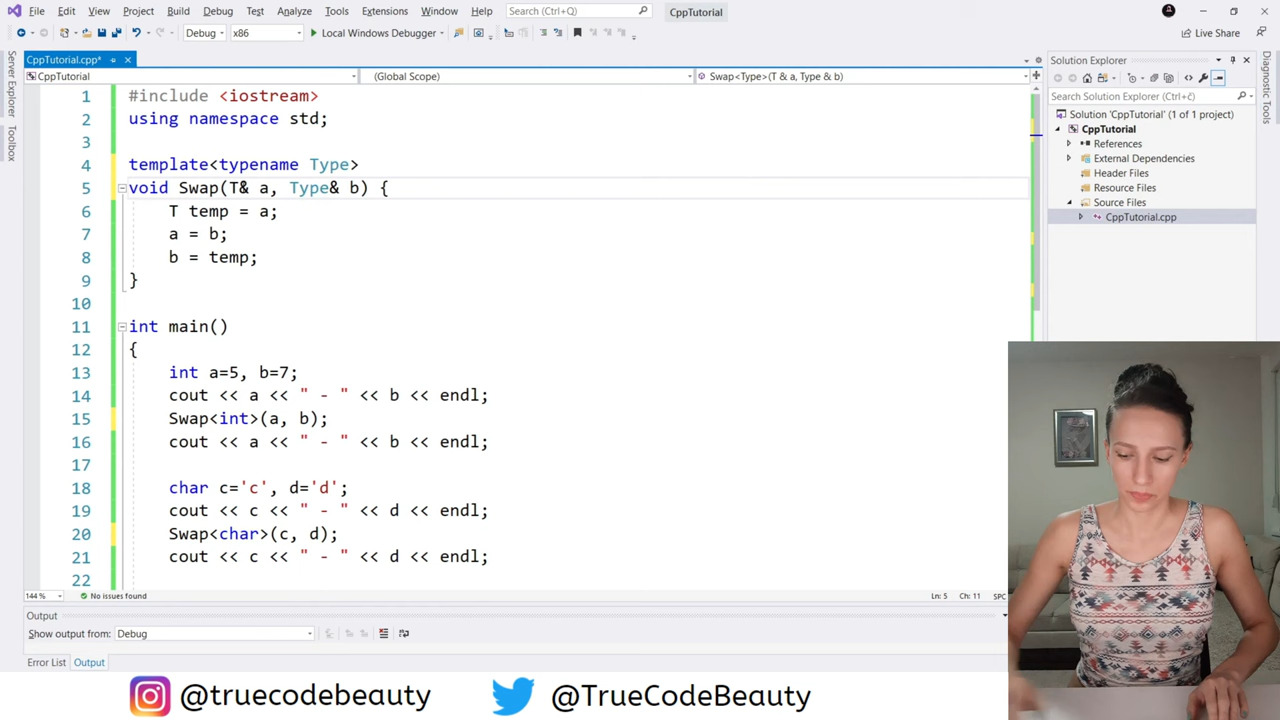 File Edit View Project Build Debug Test Analyze Tools Extensions Window Help Search (Ctrl+Q) CppTutorial
Debug x86 Local Windows Debugger Live Share
Server Explorer
Toolbox
CppTutorial.cpp*
CppTutorial (Global Scope) Swap<Type>(T & a, Type & b)
1 #include <iostream>
2 using namespace std;
3
4 template<typename Type>
5 void Swap(T& a, Type& b) {
6 T temp = a;
7 a = b;
8 b = temp;
9 }
10
11 int main()
12 {
13 int a=5, b=7;
14 cout << a << " - " << b << endl;
15 Swap<int>(a, b);
16 cout << a << " - " << b << endl;
17
18 char c='c', d='d';
19 cout << c << " - " << d << endl;
20 Swap<char>(c, d);
21 cout << c << " - " << d << endl;
22
144 % No issues found Ln: 5 Ch: 11 SPC
Output
Show output from: Debug
Error List Output
Solution Explorer
Search Solution Explorer (Ctrl+č)
Solution 'CppTutorial' (1 of 1 project)
CppTutorial
References
External Dependencies
Header Files
Resource Files
Source Files
CppTutorial.cpp
Diagnostic Tools
@truecodebeauty @TrueCodeBeauty